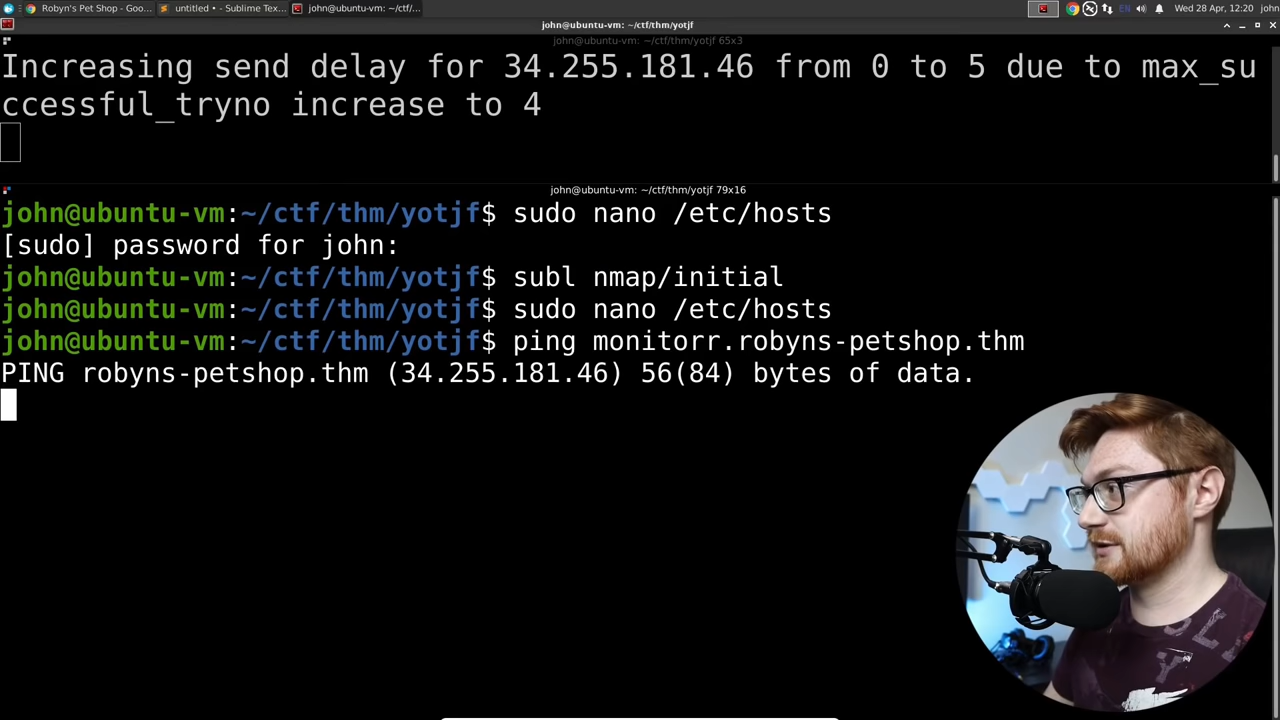 Robyn's Pet Shop - Goo...
untitled • - Sublime Tex...
john@ubuntu-vm: ~/ctf/...
EN
Wed 28 Apr, 12:20
john
john@ubuntu-vm: ~/ctf/thm/yotjf
john@ubuntu-vm: ~/ctf/thm/yotjf 65x3
Increasing send delay for 34.255.181.46 from 0 to 5 due to max_su
ccessful_tryno increase to 4
john@ubuntu-vm: ~/ctf/thm/yotjf 79x16
john@ubuntu-vm:~/ctf/thm/yotjf$ sudo nano /etc/hosts
[sudo] password for john:
john@ubuntu-vm:~/ctf/thm/yotjf$ subl nmap/initial
john@ubuntu-vm:~/ctf/thm/yotjf$ sudo nano /etc/hosts
john@ubuntu-vm:~/ctf/thm/yotjf$ ping monitorr.robyns-petshop.thm
PING robyns-petshop.thm (34.255.181.46) 56(84) bytes of data.